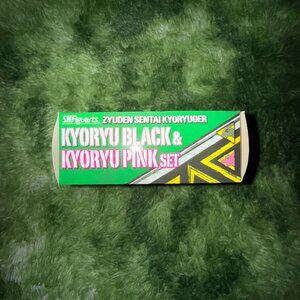 S.H.Figuarts ZYUDEN SENTAI KYORYUGER
KYORYU BLACK &
KYORYU PINK SET